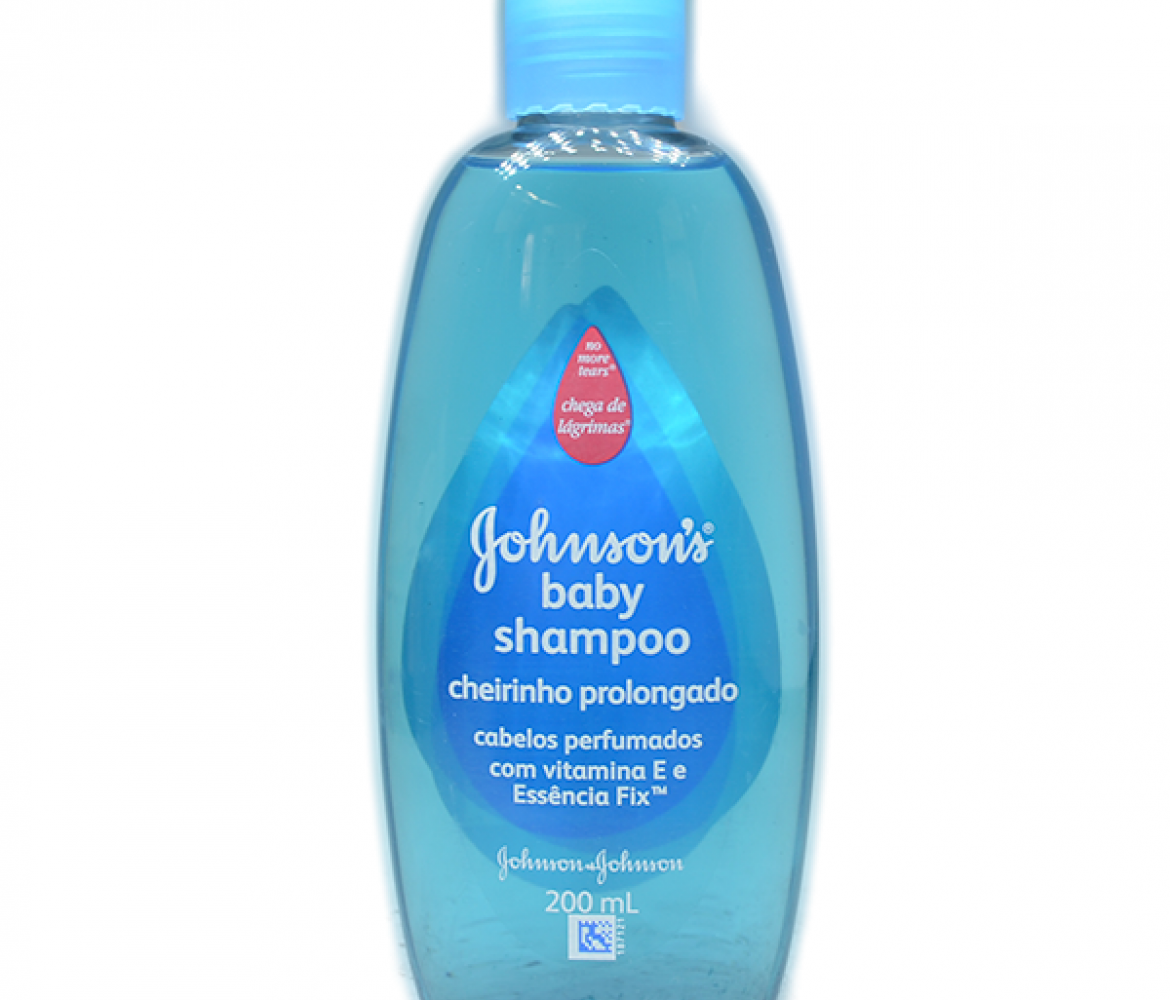 no
more
tears®
chega de
lágrimas®
Johnson's®
baby
shampoo
cheirinho prolongado
cabelos perfumados
com vitamina E e
Essência Fix™
Johnson & Johnson
200 mL
187121